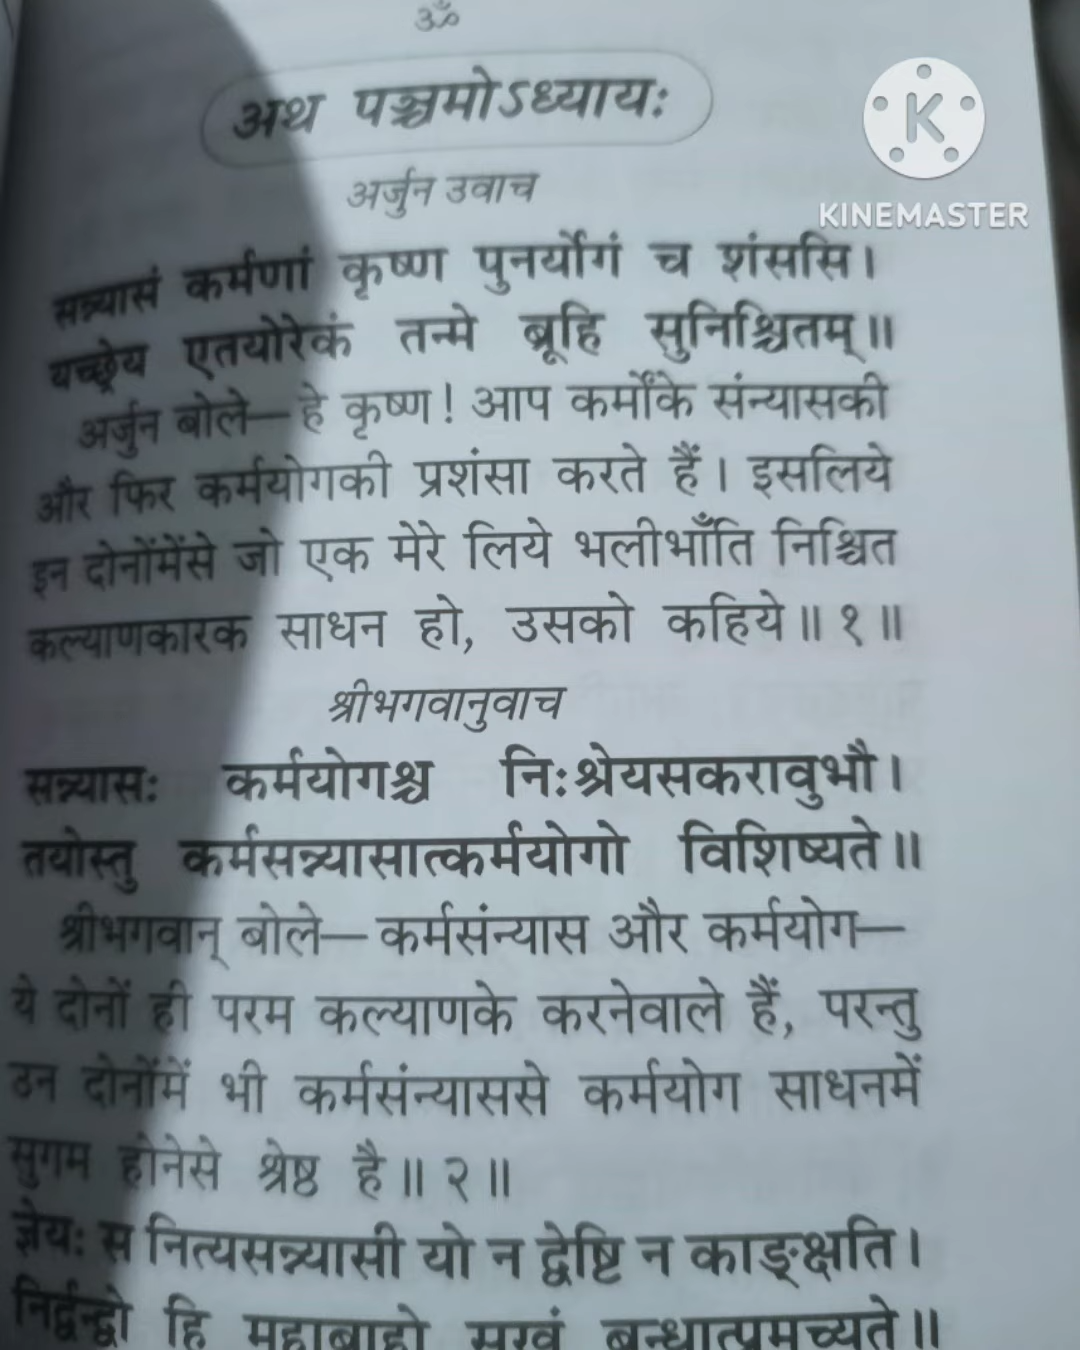 ॐ
अथ पञ्चमोऽध्यायः
K
KINEMASTER
अर्जुन उवाच
सन्न्यासं कर्मणां कृष्ण पुनर्योगं च शंससि।
यच्छ्रेय एतयोरेकं तन्मे ब्रूहि सुनिश्चितम्॥
अर्जुन बोले—हे कृष्ण! आप कर्मोंके संन्यासकी
और फिर कर्मयोगकी प्रशंसा करते हैं। इसलिये
इन दोनोंमेंसे जो एक मेरे लिये भलीभाँति निश्चित
कल्याणकारक साधन हो, उसको कहिये॥ १॥
श्रीभगवानुवाच
सन्न्यासः कर्मयोगश्च निःश्रेयसकरावुभौ।
तयोस्तु कर्मसन्न्यासात्कर्मयोगो विशिष्यते॥
श्रीभगवान् बोले—कर्मसंन्यास और कर्मयोग—
ये दोनों ही परम कल्याणके करनेवाले हैं, परन्तु
उन दोनोंमें भी कर्मसंन्याससे कर्मयोग साधनमें
सुगम होनेसे श्रेष्ठ है॥ २॥
ज्ञेयः स नित्यसन्न्यासी यो न द्वेष्टि न काङ्क्षति।
निर्द्वन्द्वो हि महाबाहो सुखं बन्धात्प्रमुच्यते॥